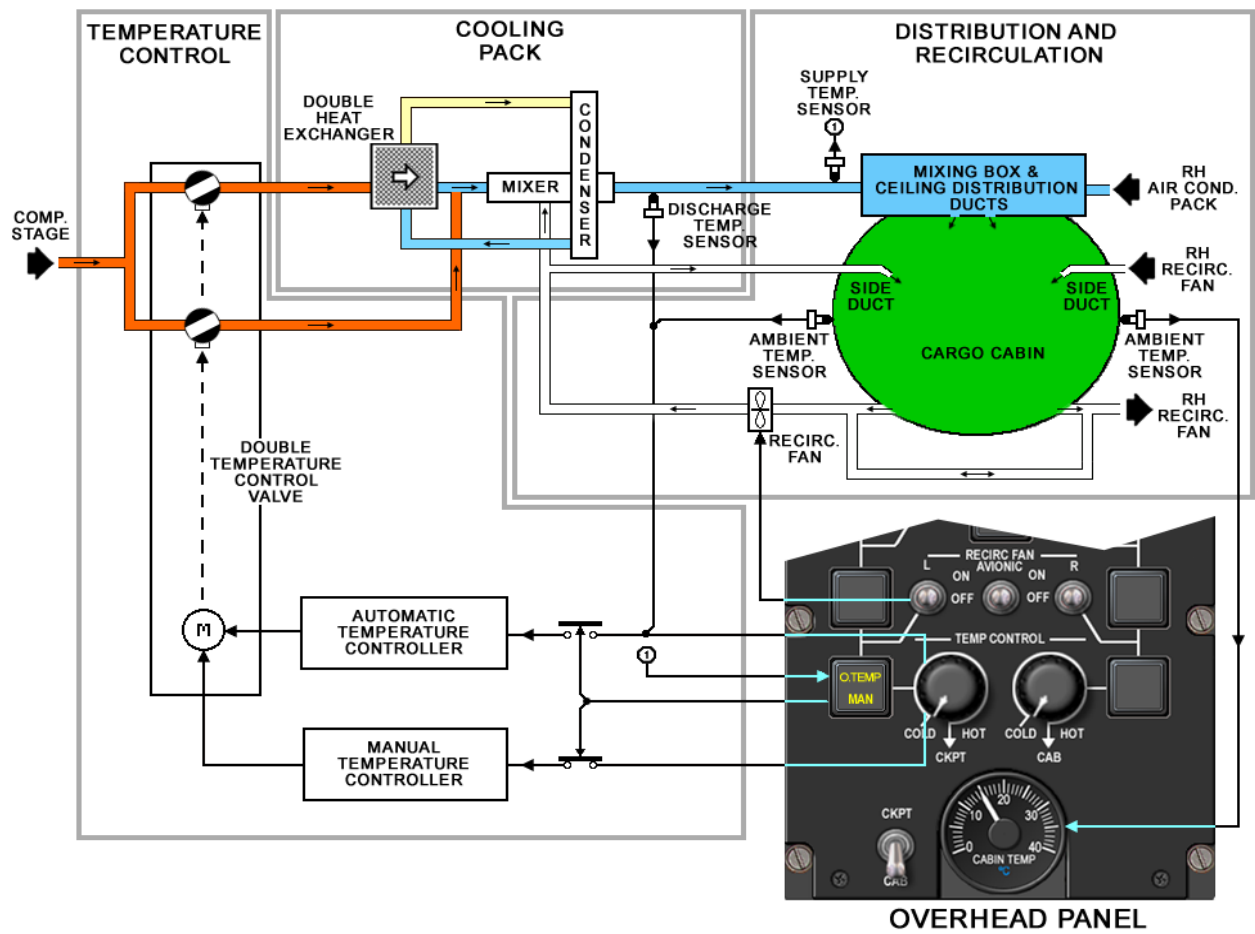 TEMPERATURE
CONTROL
COOLING
PACK
DISTRIBUTION AND
RECIRCULATION
DOUBLE
HEAT
EXCHANGER
CONDENSER
MIXER
SUPPLY
TEMP.
SENSOR
1
MIXING BOX &
CEILING DISTRIBUTION
DUCTS
RH
AIR COND.
PACK
COMP.
STAGE
DISCHARGE
TEMP.
SENSOR
RH
RECIRC.
FAN
SIDE
DUCT
SIDE
DUCT
AMBIENT
TEMP.
SENSOR
CARGO CABIN
AMBIENT
TEMP.
SENSOR
RH
RECIRC.
FAN
RECIRC.
FAN
DOUBLE
TEMPERATURE
CONTROL
VALVE
M
AUTOMATIC
TEMPERATURE
CONTROLLER
1
MANUAL
TEMPERATURE
CONTROLLER
RECIRC FAN
L AVIONIC R
ON ON
OFF OFF
TEMP CONTROL
O.TEMP
MAN
COLD HOT
CKPT
COLD HOT
CAB
CKPT
CAB
0 10 20 30 40
CABIN TEMP
°C
OVERHEAD PANEL